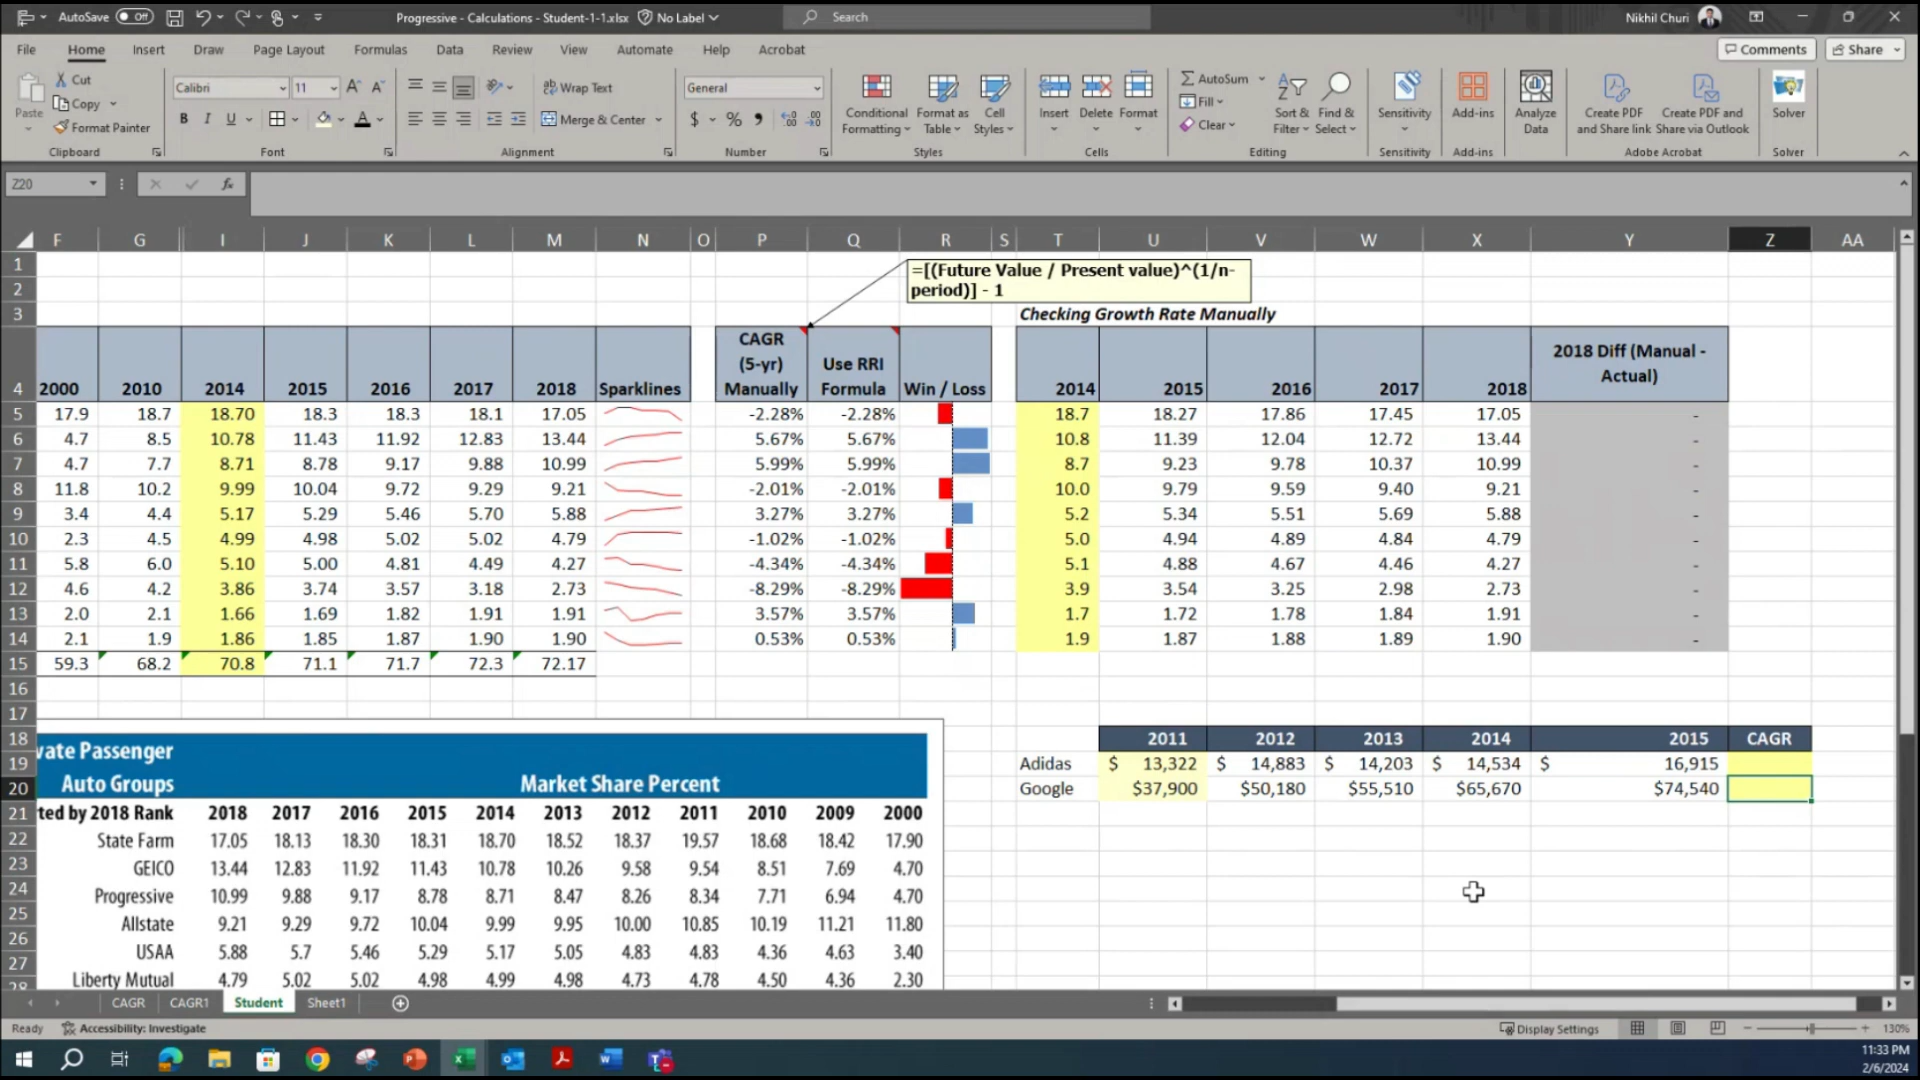 AutoSave Off Progressive - Calculations - Student-1-1.xlsx No Label Search Nikhil Churi
File Home Insert Draw Page Layout Formulas Data Review View Automate Help Acrobat Comments Share
Paste Cut Copy Format Painter Clipboard
Calibri 11 A^ A˅ B I U A Font
ab Wrap Text Merge & Center Alignment
General $ % 9 Number
Conditional Formatting Format as Table Cell Styles Styles
Insert Delete Format Cells
AutoSum Fill Clear Sort & Filter Find & Select Editing
Sensitivity Sensitivity
Add-ins Add-ins
Analyze Data
Create PDF and Share link Create PDF and Share via Outlook Adobe Acrobat
Solver Solver
Z20 fx
F G I J K L M N O P Q R S T U V W X Y Z AA
1
2
=[(Future Value / Present value)^(1/n-
period)] - 1
3 Checking Growth Rate Manually
4 2000 2010 2014 2015 2016 2017 2018 Sparklines CAGR (5-yr) Manually Use RRI Formula Win / Loss 2014 2015 2016 2017 2018 2018 Diff (Manual - Actual)
5 17.9 18.7 18.70 18.3 18.3 18.1 17.05 -2.28% -2.28% 18.7 18.27 17.86 17.45 17.05 -
6 4.7 8.5 10.78 11.43 11.92 12.83 13.44 5.67% 5.67% 10.8 11.39 12.04 12.72 13.44 -
7 4.7 7.7 8.71 8.78 9.17 9.88 10.99 5.99% 5.99% 8.7 9.23 9.78 10.37 10.99 -
8 11.8 10.2 9.99 10.04 9.72 9.29 9.21 -2.01% -2.01% 10.0 9.79 9.59 9.40 9.21 -
9 3.4 4.4 5.17 5.29 5.46 5.70 5.88 3.27% 3.27% 5.2 5.34 5.51 5.69 5.88 -
10 2.3 4.5 4.99 4.98 5.02 5.02 4.79 -1.02% -1.02% 5.0 4.94 4.89 4.84 4.79 -
11 5.8 6.0 5.10 5.00 4.81 4.49 4.27 -4.34% -4.34% 5.1 4.88 4.67 4.46 4.27 -
12 4.6 4.2 3.86 3.74 3.57 3.18 2.73 -8.29% -8.29% 3.9 3.54 3.25 2.98 2.73 -
13 2.0 2.1 1.66 1.69 1.82 1.91 1.91 3.57% 3.57% 1.7 1.72 1.78 1.84 1.91 -
14 2.1 1.9 1.86 1.85 1.87 1.90 1.90 0.53% 0.53% 1.9 1.87 1.88 1.89 1.90 -
15 59.3 68.2 70.8 71.1 71.7 72.3 72.17
16
17
18 vate Passenger 2011 2012 2013 2014 2015 CAGR
19 Auto Groups Market Share Percent Adidas $ 13,322 $ 14,883 $ 14,203 $ 14,534 $ 16,915
20 Google $37,900 $50,180 $55,510 $65,670 $74,540
21 ted by 2018 Rank 2018 2017 2016 2015 2014 2013 2012 2011 2010 2009 2000
22 State Farm 17.05 18.13 18.30 18.31 18.70 18.52 18.37 19.57 18.68 18.42 17.90
23 GEICO 13.44 12.83 11.92 11.43 10.78 10.26 9.58 9.54 8.51 7.69 4.70
24 Progressive 10.99 9.88 9.17 8.78 8.71 8.47 8.26 8.34 7.71 6.94 4.70
25 Allstate 9.21 9.29 9.72 10.04 9.99 9.95 10.00 10.85 10.19 11.21 11.80
26 USAA 5.88 5.7 5.46 5.29 5.17 5.05 4.83 4.83 4.36 4.63 3.40
27 Liberty Mutual 4.79 5.02 5.02 4.98 4.99 4.98 4.73 4.78 4.50 4.36 2.30
28
CAGR CAGR1 Student Sheet1
Ready Accessibility: Investigate Display Settings 130%
11:33 PM
2/6/2024